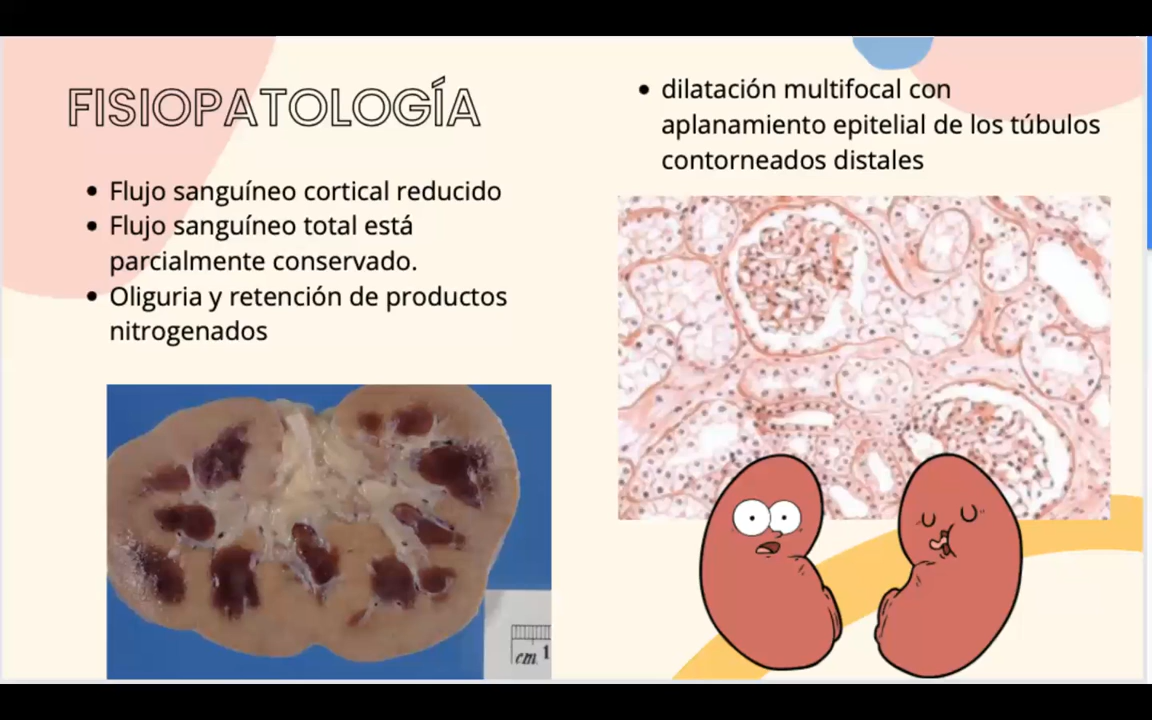 FISIOPATOLOGÍA
• Flujo sanguíneo cortical reducido
• Flujo sanguíneo total está
parcialmente conservado.
• Oliguria y retención de productos
nitrogenados
• dilatación multifocal con
aplanamiento epitelial de los túbulos
contorneados distales
cm 1